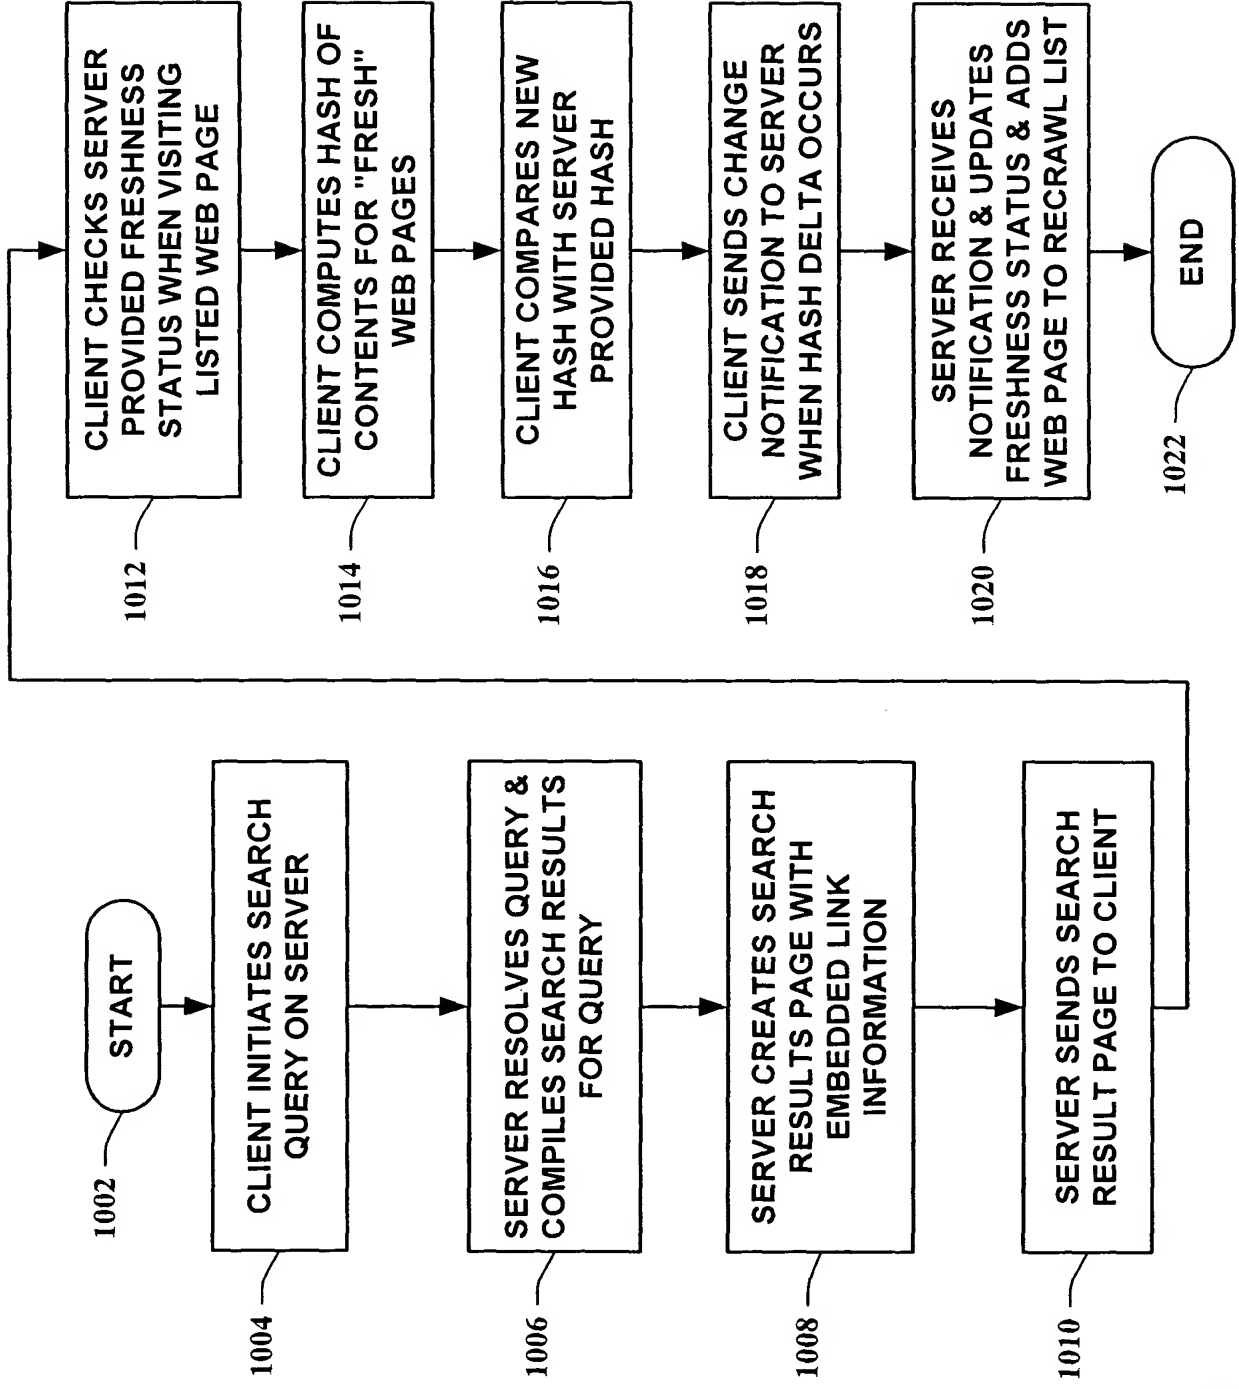 START
1002
CLIENT INITIATES SEARCH
QUERY ON SERVER
1004
SERVER RESOLVES QUERY &
COMPILES SEARCH RESULTS
FOR QUERY
1006
SERVER CREATES SEARCH
RESULTS PAGE WITH
EMBEDDED LINK
INFORMATION
1008
SERVER SENDS SEARCH
RESULT PAGE TO CLIENT
1010
CLIENT CHECKS SERVER
PROVIDED FRESHNESS
STATUS WHEN VISITING
LISTED WEB PAGE
1012
CLIENT COMPUTES HASH OF
CONTENTS FOR "FRESH"
WEB PAGES
1014
CLIENT COMPARES NEW
HASH WITH SERVER
PROVIDED HASH
1016
CLIENT SENDS CHANGE
NOTIFICATION TO SERVER
WHEN HASH DELTA OCCURS
1018
SERVER RECEIVES
NOTIFICATION & UPDATES
FRESHNESS STATUS & ADDS
WEB PAGE TO RECRAWL LIST
1020
END
1022